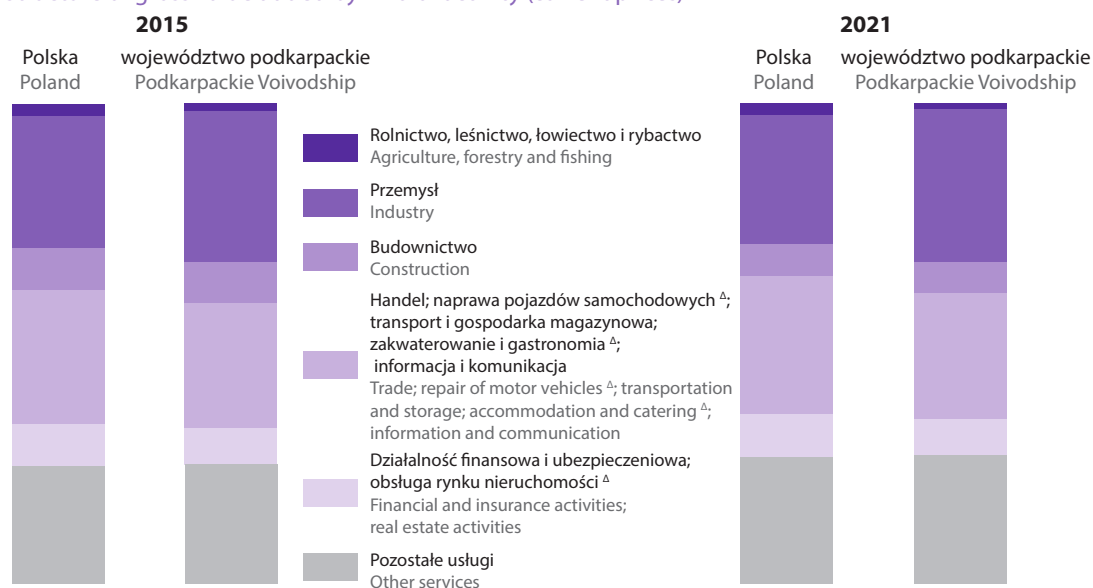 2015
2021
Polska
województwo podkarpackie
Poland
Podkarpackie Voivodship
Polska
województwo podkarpackie
Poland
Podkarpackie Voivodship
Rolnictwo, leśnictwo, łowiectwo i rybactwo
Agriculture, forestry and fishing
Przemysł
Industry
Budownictwo
Construction
Handel; naprawa pojazdów samochodowych ᐞ;
transport i gospodarka magazynowa;
zakwaterowanie i gastronomia ᐞ;
informacja i komunikacja
Trade; repair of motor vehicles ᐞ; transportation
and storage; accommodation and catering ᐞ;
information and communication
Działalność finansowa i ubezpieczeniowa;
obsługa rynku nieruchomości ᐞ
Financial and insurance activities;
real estate activities
Pozostałe usługi
Other services